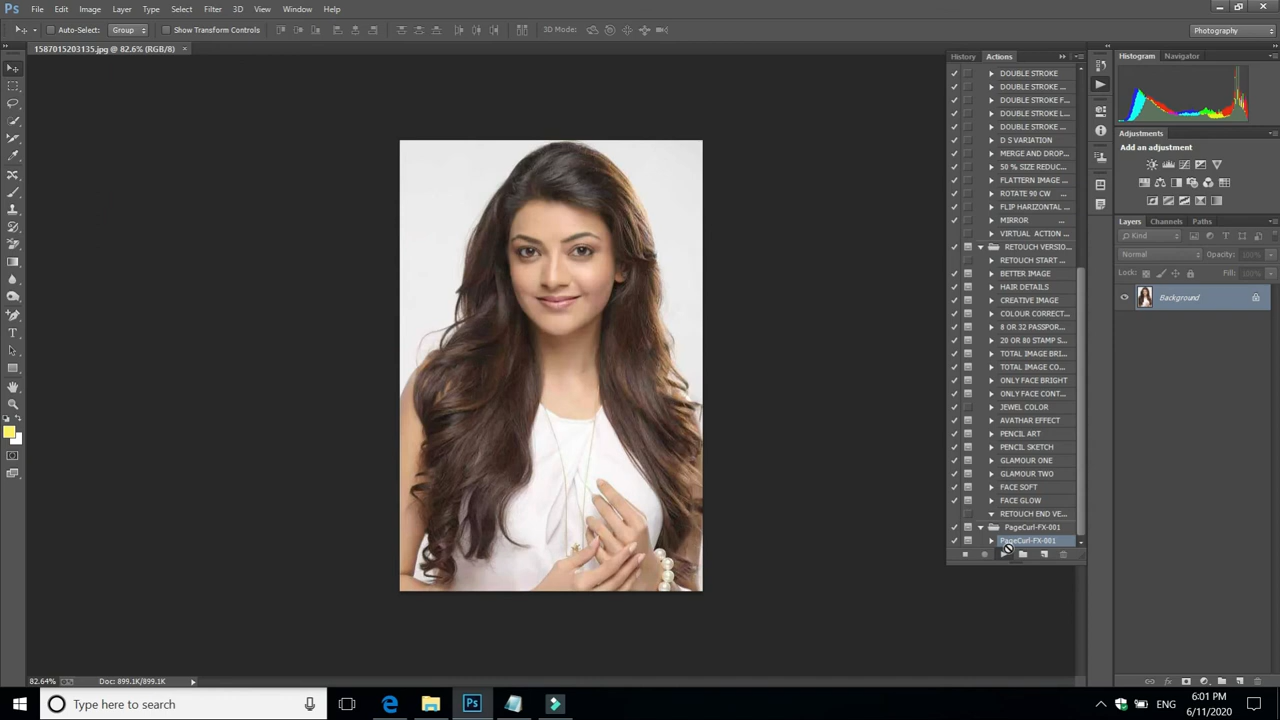 Ps File Edit Image Layer Type Select Filter 3D View Window Help
Auto-Select: Group Show Transform Controls 3D Mode: Photography
1587015203135.jpg @ 82.6% (RGB/8) ×
History Actions
DOUBLE STROKE
DOUBLE STROKE ...
DOUBLE STROKE F...
DOUBLE STROKE L...
DOUBLE STROKE ...
D S VARIATION
MERGE AND DROP...
50 % SIZE REDUC...
FLATTERN IMAGE ...
ROTATE 90 CW ...
FLIP HORIZONTAL ...
MIRROR ...
VIRTUAL ACTION ...
RETOUCH VERSIO...
RETOUCH START ...
BETTER IMAGE
HAIR DETAILS
CREATIVE IMAGE
COLOUR CORRECT...
8 OR 32 PASSPOR...
20 OR 80 STAMP S...
TOTAL IMAGE BRI...
TOTAL IMAGE CO...
ONLY FACE BRIGHT
ONLY FACE CONT...
JEWEL COLOR
AVATHAR EFFECT
PENCIL ART
PENCIL SKETCH
GLAMOUR ONE
GLAMOUR TWO
FACE SOFT
FACE GLOW
RETOUCH END VE...
PageCurl-FX-001
PageCurl-FX-001
Histogram Navigator
Adjustments
Add an adjustment
Layers Channels Paths
Kind
Normal Opacity: 100%
Lock: Fill: 100%
Background
82.64% Doc: 899.1K/899.1K
Type here to search
Ps
ENG
6:01 PM
6/11/2020